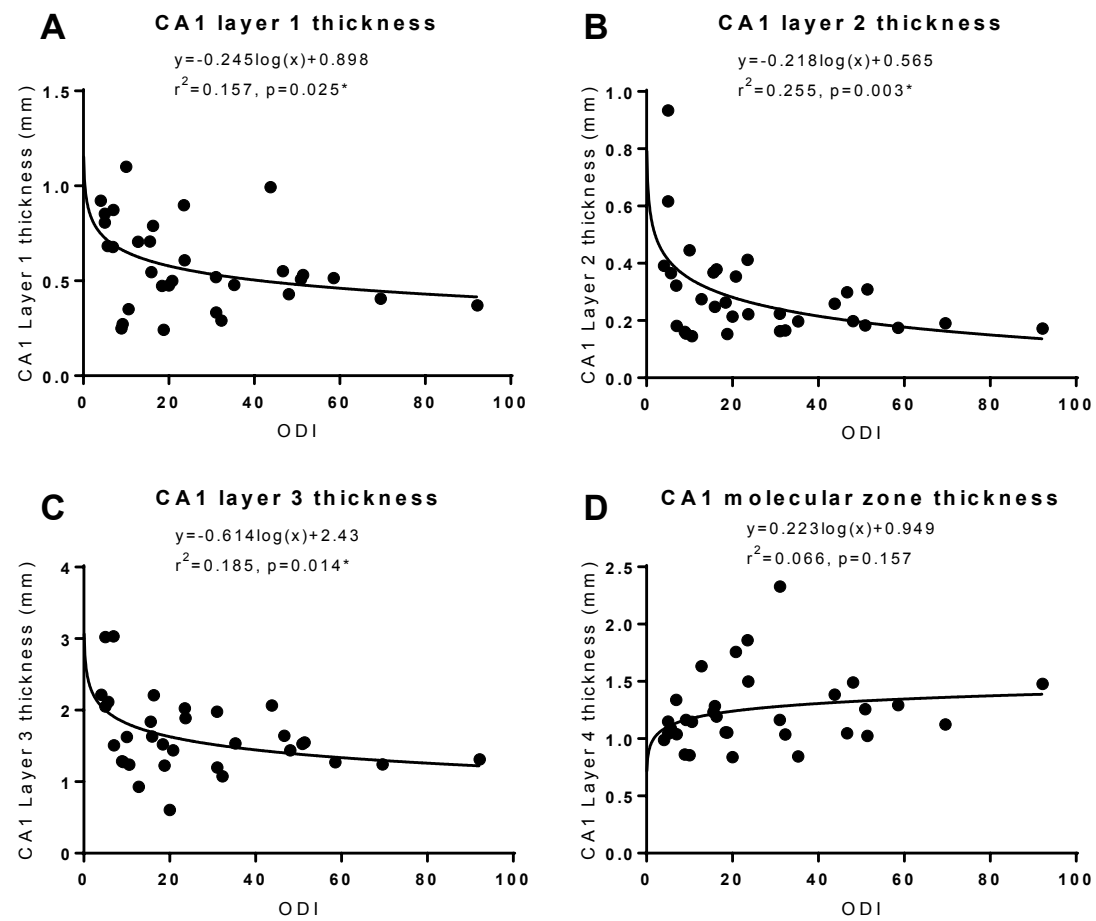 A
CA1 layer 1 thickness
y=-0.245log(x)+0.898
r²=0.157, p=0.025*
CA1 Layer 1 thickness (mm)
1.5
1.0
0.5
0.0
0 20 40 60 80 100
ODI
B
CA1 layer 2 thickness
y=-0.218log(x)+0.565
r²=0.255, p=0.003*
CA1 Layer 2 thickness (mm)
1.0
0.8
0.6
0.4
0.2
0.0
0 20 40 60 80 100
ODI
C
CA1 layer 3 thickness
y=-0.614log(x)+2.43
r²=0.185, p=0.014*
CA1 Layer 3 thickness (mm)
4
3
2
1
0
0 20 40 60 80 100
ODI
D
CA1 molecular zone thickness
y=0.223log(x)+0.949
r²=0.066, p=0.157
CA1 Layer 4 thickness (mm)
2.5
2.0
1.5
1.0
0.5
0.0
0 20 40 60 80 100
ODI